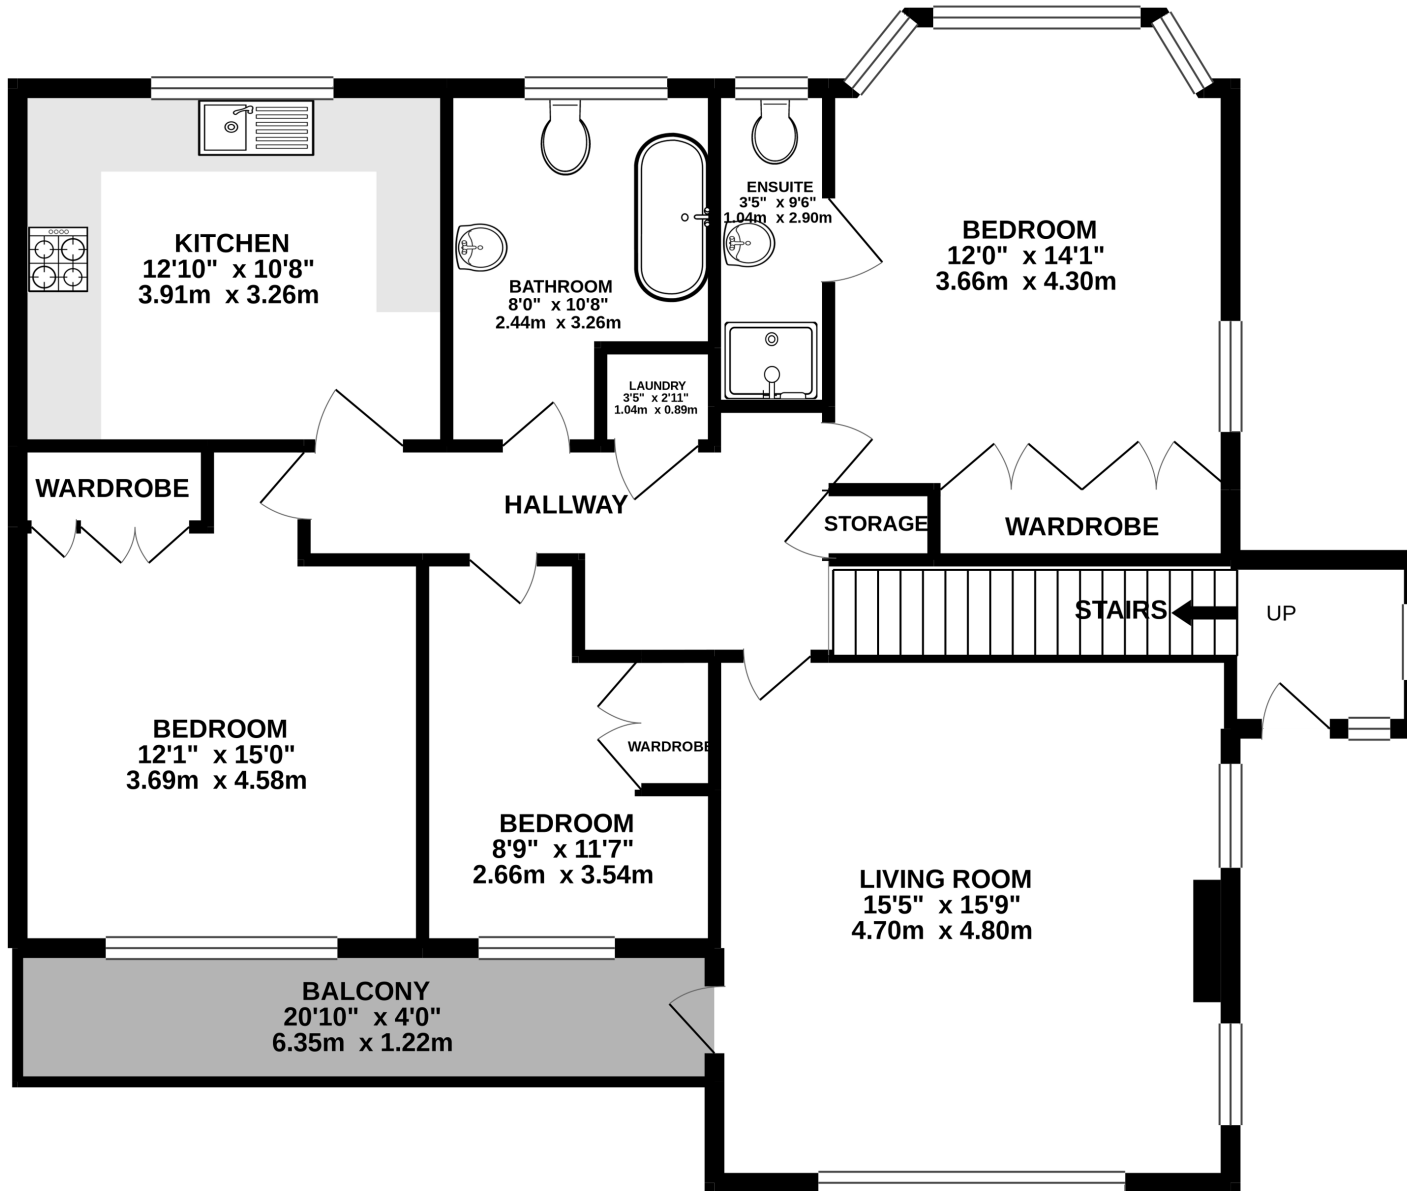 KITCHEN
12'10" x 10'8"
3.91m x 3.26m
BATHROOM
8'0" x 10'8"
2.44m x 3.26m
ENSUITE
3'5" x 9'6"
1.04m x 2.90m
BEDROOM
12'0" x 14'1"
3.66m x 4.30m
LAUNDRY
3'5" x 2'11"
1.04m x 0.89m
WARDROBE
HALLWAY
STORAGE
WARDROBE
STAIRS
UP
BEDROOM
12'1" x 15'0"
3.69m x 4.58m
WARDROBE
BEDROOM
8'9" x 11'7"
2.66m x 3.54m
LIVING ROOM
15'5" x 15'9"
4.70m x 4.80m
BALCONY
20'10" x 4'0"
6.35m x 1.22m